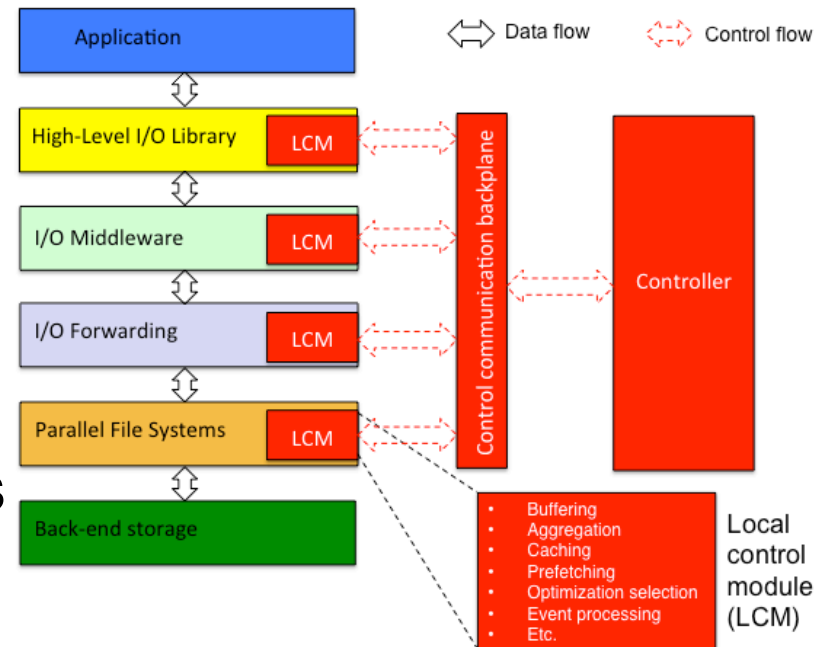 Application
Data flow
Control flow
High-Level I/O Library
LCM
I/O Middleware
LCM
I/O Forwarding
LCM
Parallel File Systems
LCM
Back-end storage
Control communication backplane
Controller
• Buffering
• Aggregation
• Caching
• Prefetching
• Optimization selection
• Event processing
• Etc.
Local
control
module
(LCM)
s